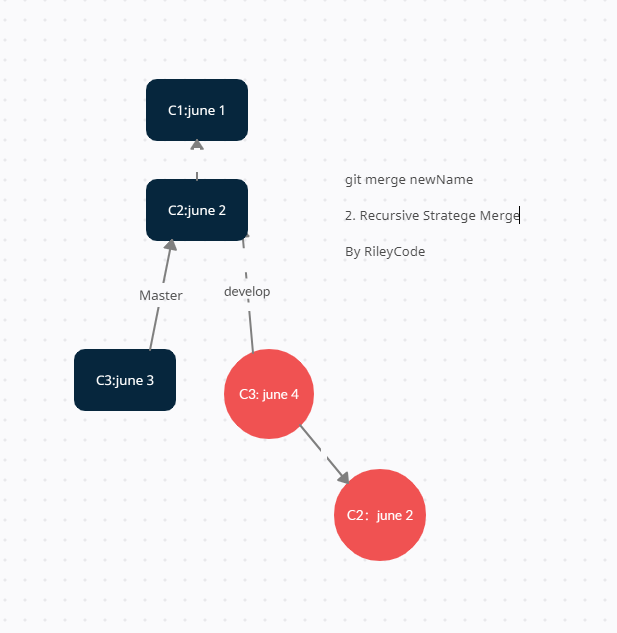 C1:june 1
C2:june 2
git merge newName
2. Recursive Stratege Merge
By RileyCode
Master
develop
C3:june 3
C3: june 4
C2：june 2